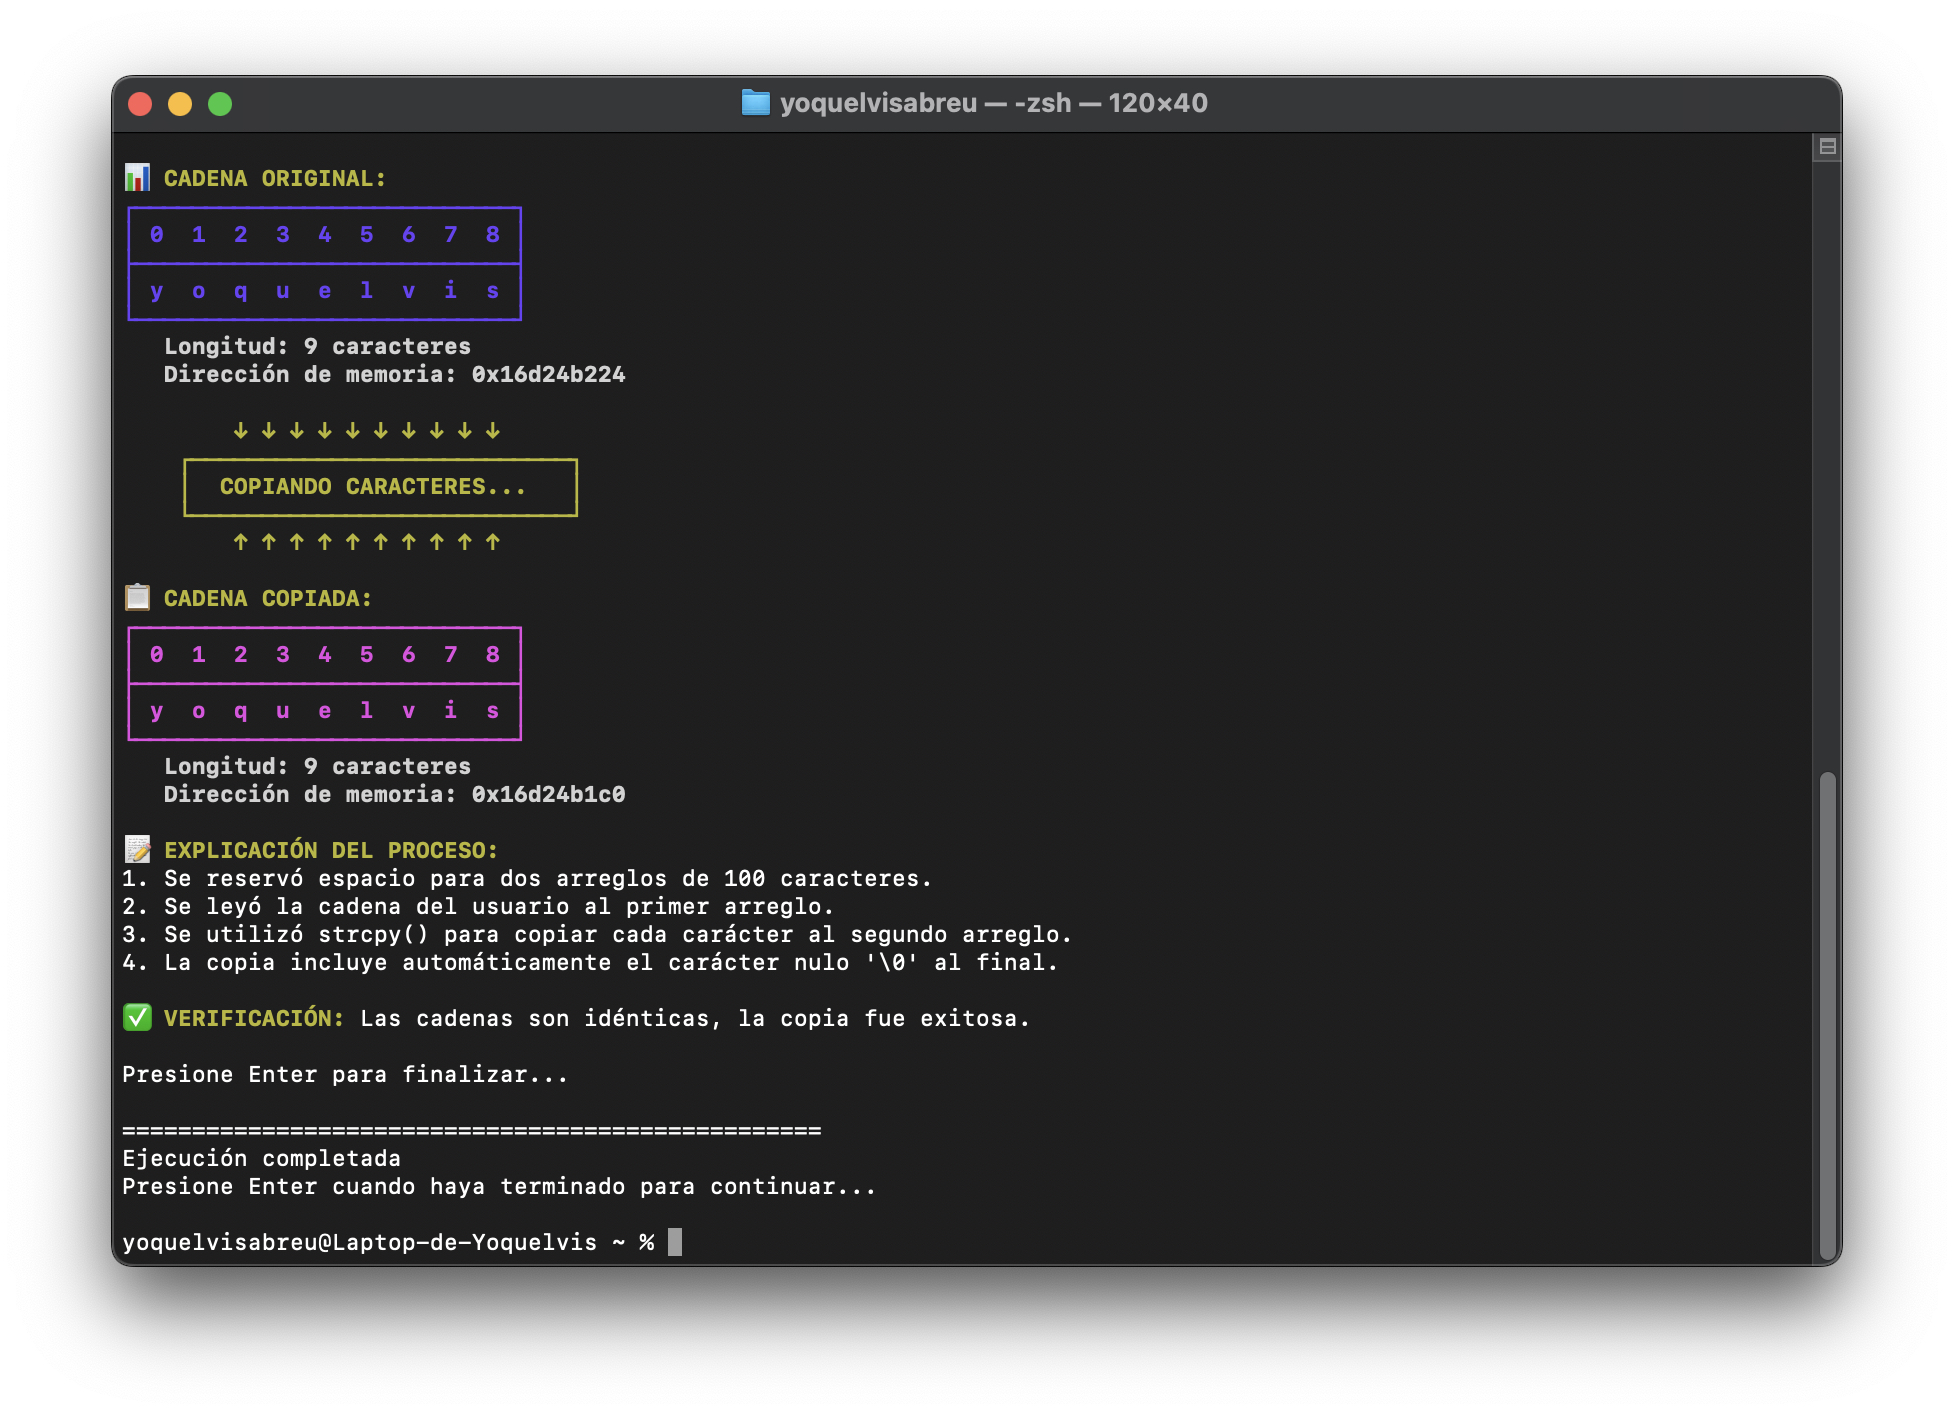 yoquelvisabreu — -zsh — 120×40
CADENA ORIGINAL:
0 1 2 3 4 5 6 7 8
y o q u e l v i s
Longitud: 9 caracteres
Dirección de memoria: 0x16d24b224
↓ ↓ ↓ ↓ ↓ ↓ ↓ ↓ ↓ ↓
COPIANDO CARACTERES...
↑ ↑ ↑ ↑ ↑ ↑ ↑ ↑ ↑ ↑
CADENA COPIADA:
0 1 2 3 4 5 6 7 8
y o q u e l v i s
Longitud: 9 caracteres
Dirección de memoria: 0x16d24b1c0
EXPLICACIÓN DEL PROCESO:
1. Se reservó espacio para dos arreglos de 100 caracteres.
2. Se leyó la cadena del usuario al primer arreglo.
3. Se utilizó strcpy() para copiar cada carácter al segundo arreglo.
4. La copia incluye automáticamente el carácter nulo '\0' al final.
✅ VERIFICACIÓN: Las cadenas son idénticas, la copia fue exitosa.
Presione Enter para finalizar...
==================================================
Ejecución completada
Presione Enter cuando haya terminado para continuar...
yoquelvisabreu@Laptop-de-Yoquelvis ~ %